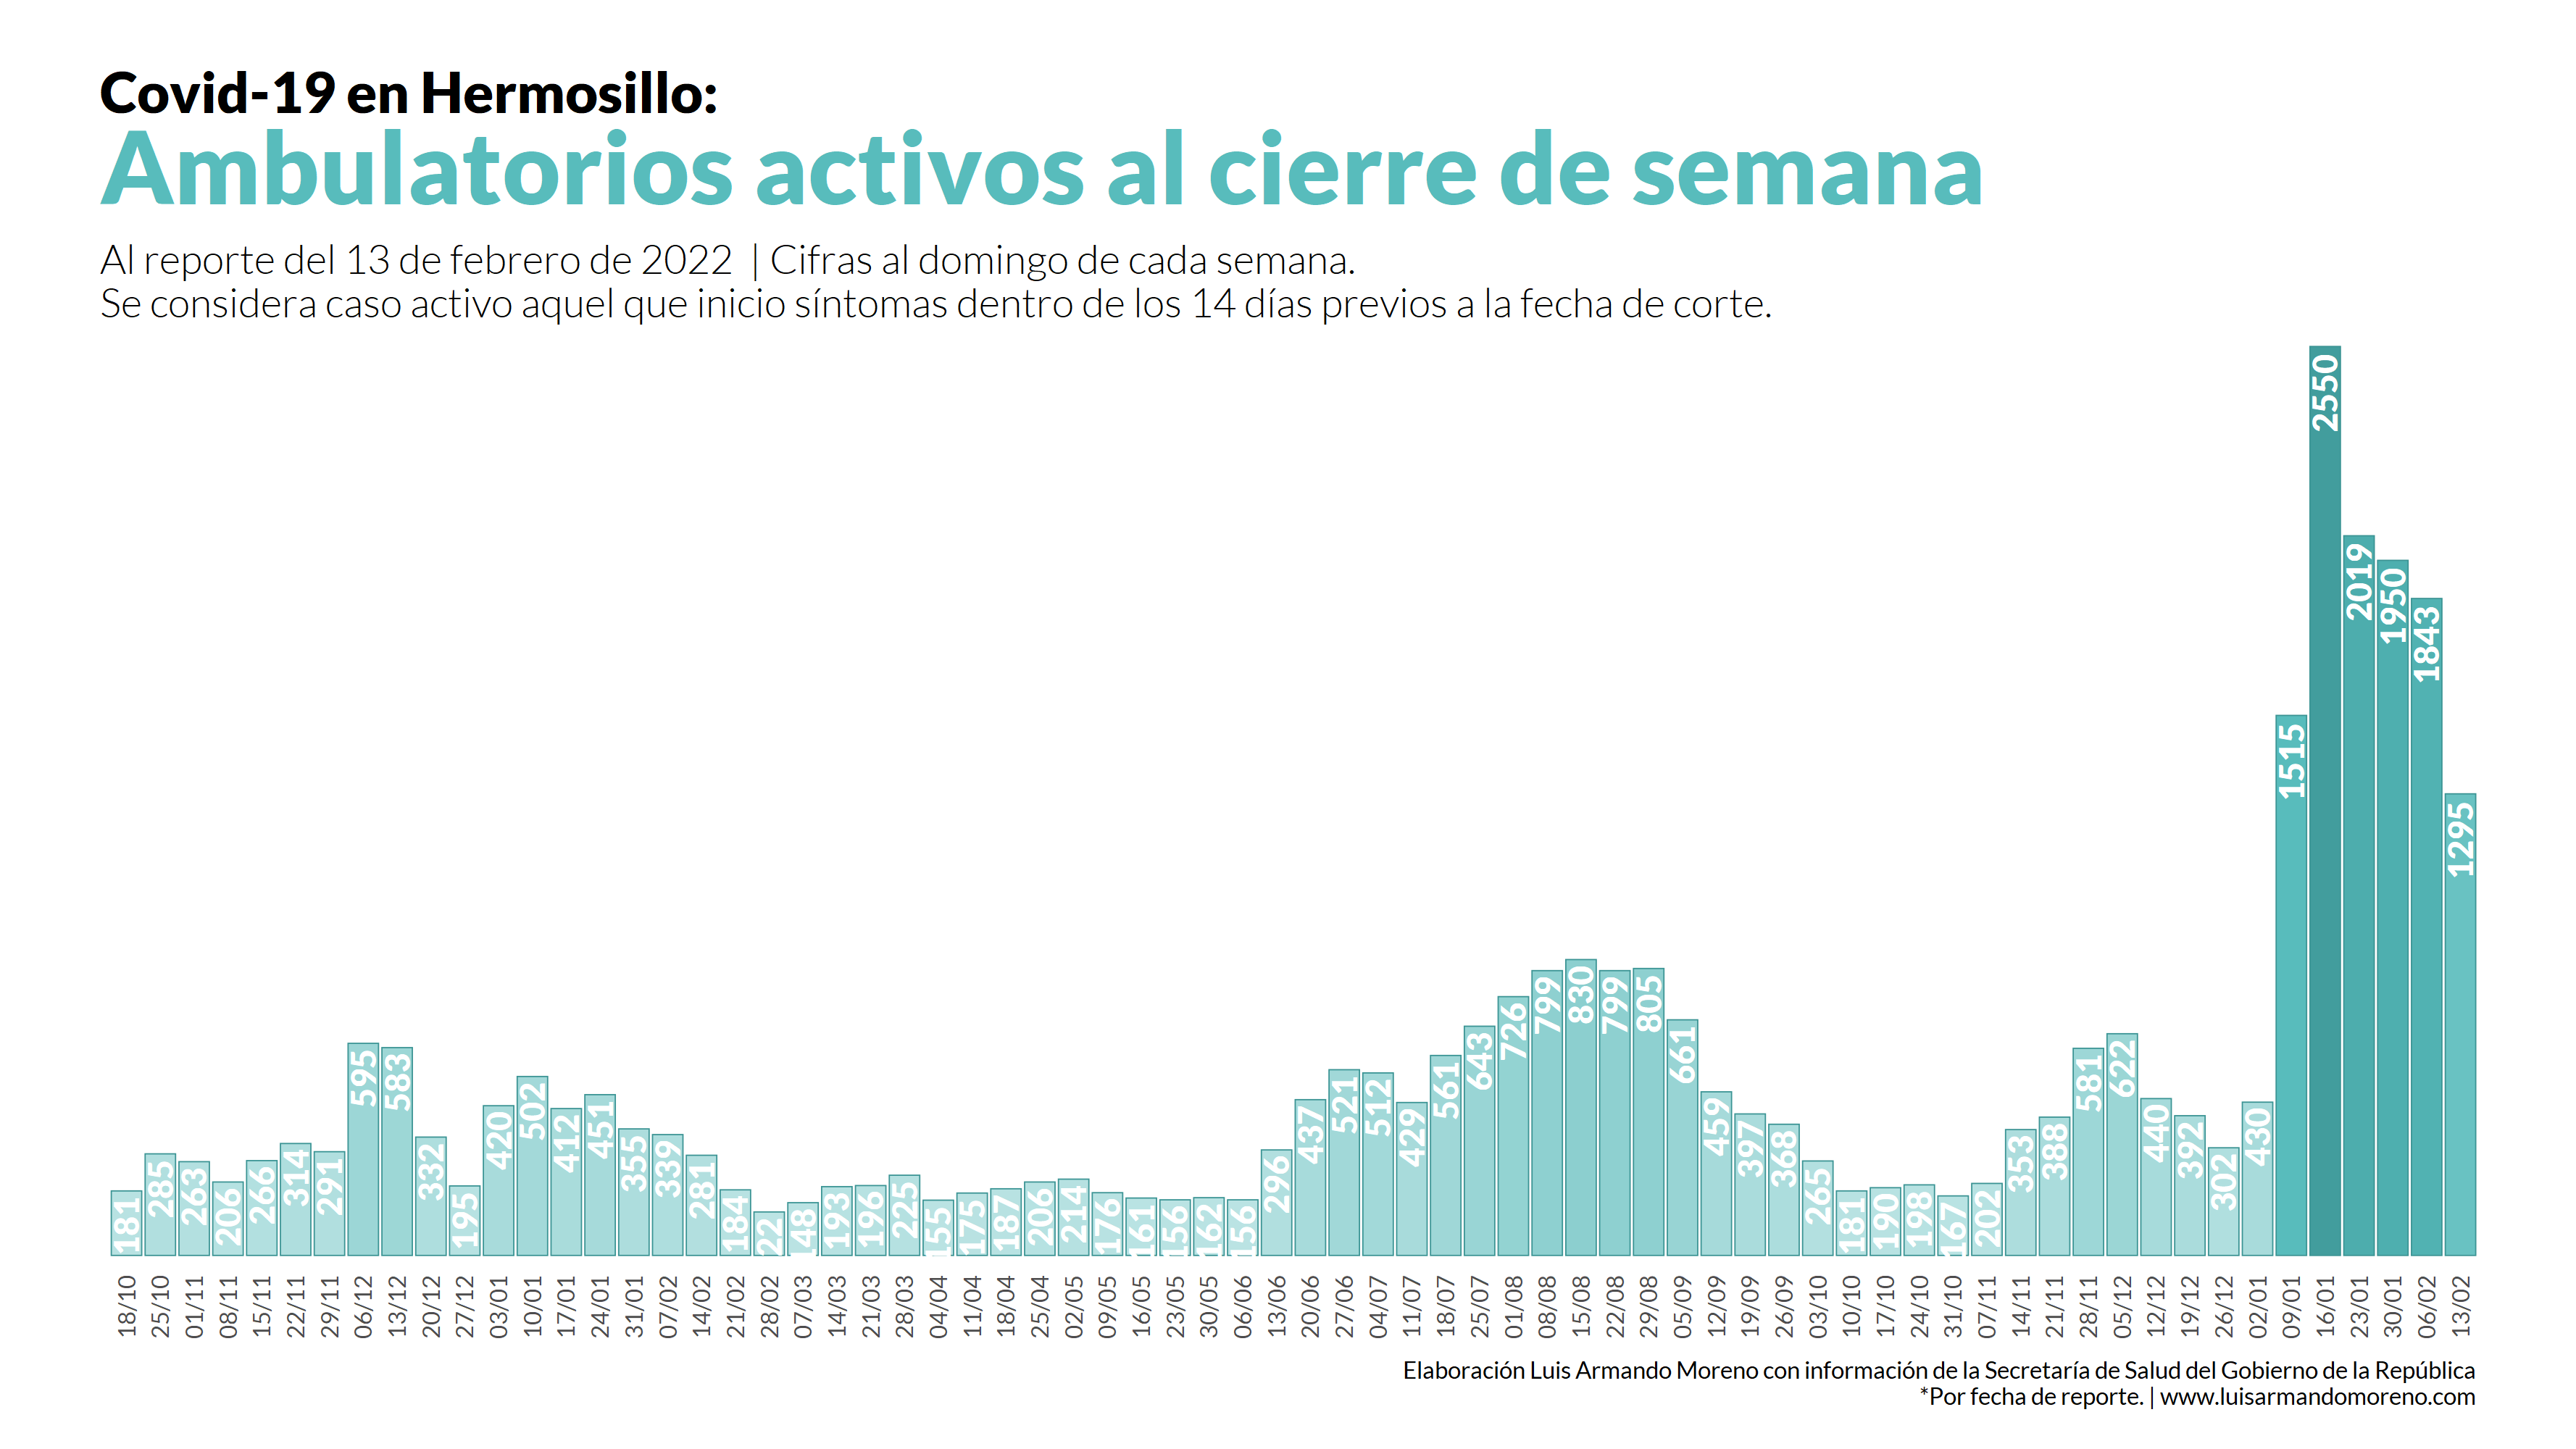 Covid-19 en Hermosillo:
Ambulatorios activos al cierre de semana
Al reporte del 13 de febrero de 2022 | Cifras al domingo de cada semana.
Se considera caso activo aquel que inicio síntomas dentro de los 14 días previos a la fecha de corte.
181 285 263 206 266 314 291 595 583 332 195 420 502 412 451 355 339 281 184 22 148 193 196 225 155 175 187 206 214 176 161 156 162 156 296 437 521 512 429 561 643 726 799 830 799 805 661 459 397 368 265 181 190 198 167 202 353 388 581 622 440 392 302 430 1515 2550 2019 1950 1843 1295
18/10 25/10 01/11 08/11 15/11 22/11 29/11 06/12 13/12 20/12 27/12 03/01 10/01 17/01 24/01 31/01 07/02 14/02 21/02 28/02 07/03 14/03 21/03 28/03 04/04 11/04 18/04 25/04 02/05 09/05 16/05 23/05 30/05 06/06 13/06 20/06 27/06 04/07 11/07 18/07 25/07 01/08 08/08 15/08 22/08 29/08 05/09 12/09 19/09 26/09 03/10 10/10 17/10 24/10 31/10 07/11 14/11 21/11 28/11 05/12 12/12 19/12 26/12 02/01 09/01 16/01 23/01 30/01 06/02 13/02
Elaboración Luis Armando Moreno con información de la Secretaría de Salud del Gobierno de la República
*Por fecha de reporte. | www.luisarmandomoreno.com